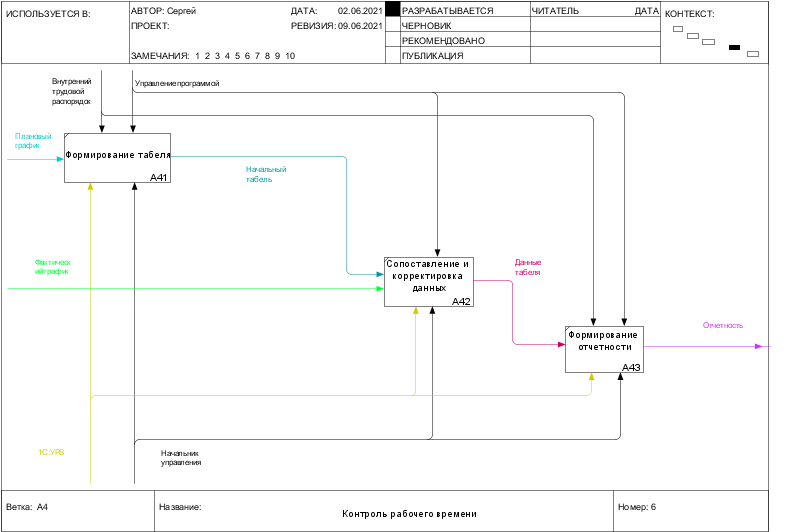 ИСПОЛЬЗУЕТСЯ В:
АВТОР: Сергей
ДАТА: 02.06.2021
РАЗРАБАТЫВАЕТСЯ
ЧИТАТЕЛЬ
ДАТА
КОНТЕКСТ:
ПРОЕКТ:
РЕВИЗИЯ: 09.06.2021
ЧЕРНОВИК
РЕКОМЕНДОВАНО
ЗАМЕЧАНИЯ: 1 2 3 4 5 6 7 8 9 10
ПУБЛИКАЦИЯ
Внутренний
трудовой
распорядок
Управление программой
Плановый
график
Формирование табеля
A41
Начальный
табель
Фактическ
ий график
Сопоставление и
корректировка
данных
A42
Данные
табеля
Формирование
отчетности
A43
Отчетность
1С:УРВ
Начальник
управления
Ветка: A4
Название:
Контроль рабочего времени
Номер: 6